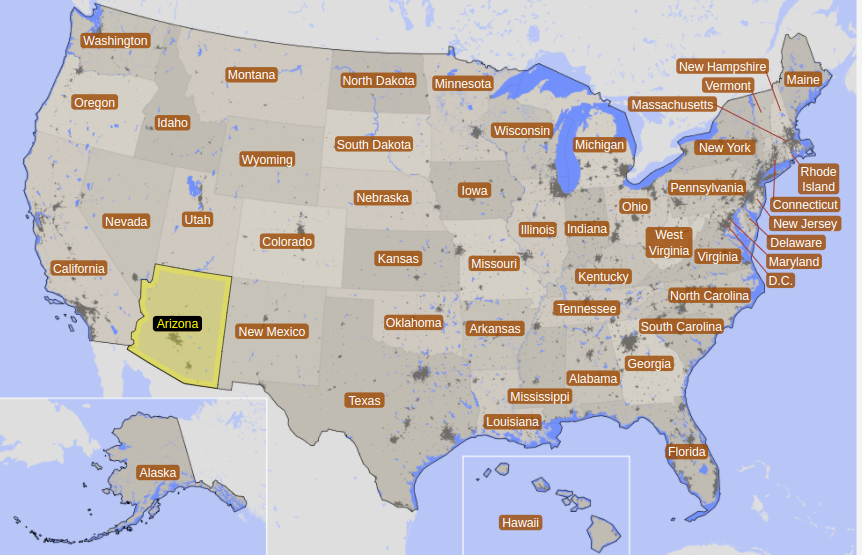 Washington
Montana
North Dakota
Minnesota
New Hampshire
Maine
Vermont
Massachusetts
Oregon
Idaho
Wisconsin
Michigan
New York
South Dakota
Wyoming
Nebraska
Iowa
Pennsylvania
Rhode
Island
Connecticut
Ohio
Nevada
Utah
Colorado
Illinois
Indiana
West
Virginia
New Jersey
Delaware
Virginia
Maryland
D.C.
California
Kansas
Missouri
Kentucky
North Carolina
Tennessee
South Carolina
Arizona
New Mexico
Oklahoma
Arkansas
Georgia
Alabama
Mississippi
Texas
Louisiana
Florida
Alaska
Hawaii